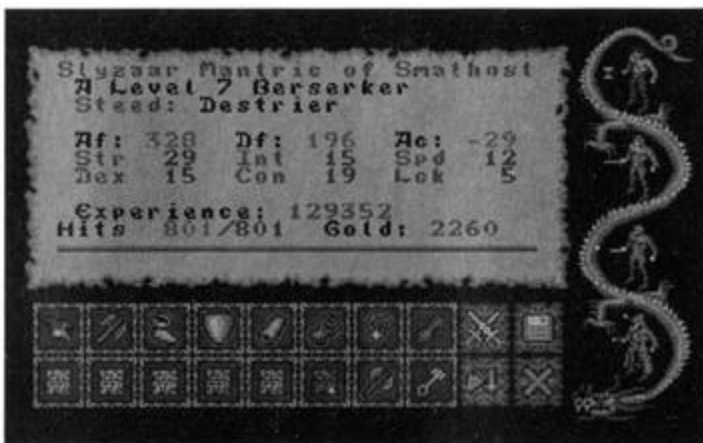 Slyzaar Mantric of Smathost
A Level 7 Berserker
Steed: Destrier
Af: 328 Df: 196 Ac: -29
Str 29 Int 15 Spd 12
Dex 15 Con 19 Lck 5
Experience: 129352
Hits 801/801 Gold: 2260